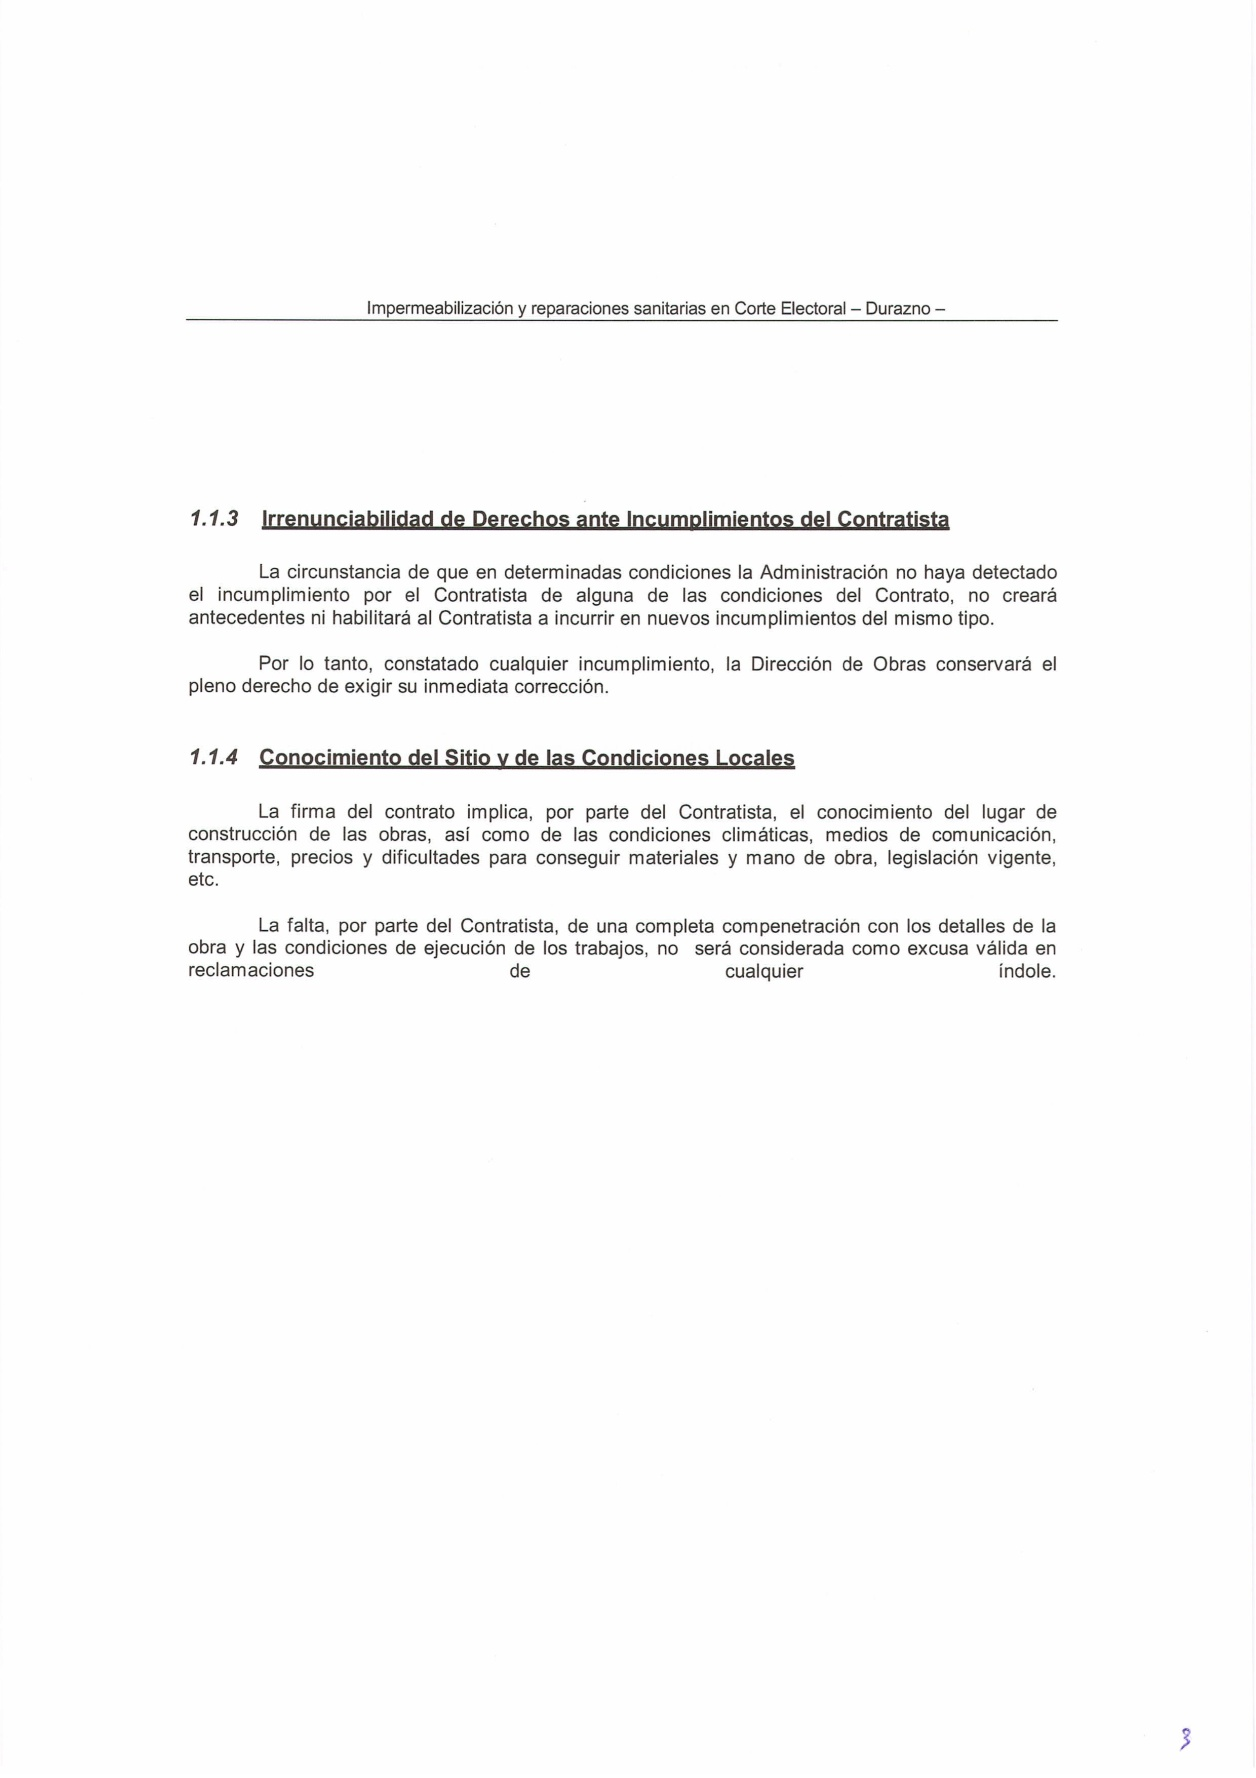 Impermeabilización y reparaciones sanitarias en Corte Electoral – Durazno –
1.1.3 Irrenunciabilidad de Derechos ante Incumplimientos del Contratista
La circunstancia de que en determinadas condiciones la Administración no haya detectado
el incumplimiento por el Contratista de alguna de las condiciones del Contrato, no creará
antecedentes ni habilitará al Contratista a incurrir en nuevos incumplimientos del mismo tipo.
Por lo tanto, constatado cualquier incumplimiento, la Dirección de Obras conservará el
pleno derecho de exigir su inmediata corrección.
1.1.4 Conocimiento del Sitio y de las Condiciones Locales
La firma del contrato implica, por parte del Contratista, el conocimiento del lugar de
construcción de las obras, así como de las condiciones climáticas, medios de comunicación,
transporte, precios y dificultades para conseguir materiales y mano de obra, legislación vigente,
etc.
La falta, por parte del Contratista, de una completa compenetración con los detalles de la
obra y las condiciones de ejecución de los trabajos, no será considerada como excusa válida en
reclamaciones de cualquier índole.
3